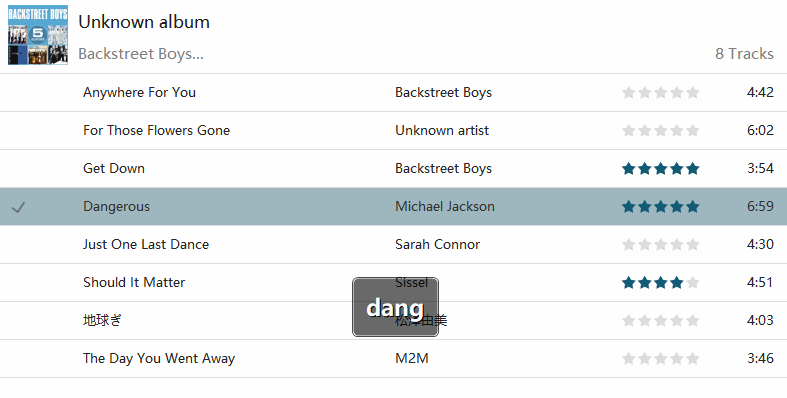 BACKSTREET BOYS
5
Unknown album
Backstreet Boys...
8 Tracks
Anywhere For You Backstreet Boys 4:42
For Those Flowers Gone Unknown artist 6:02
Get Down Backstreet Boys 3:54
Dangerous Michael Jackson 6:59
Just One Last Dance Sarah Connor 4:30
Should It Matter Sissel 4:51
dang
地球ぎ 松澤由美 4:03
The Day You Went Away M2M 3:46